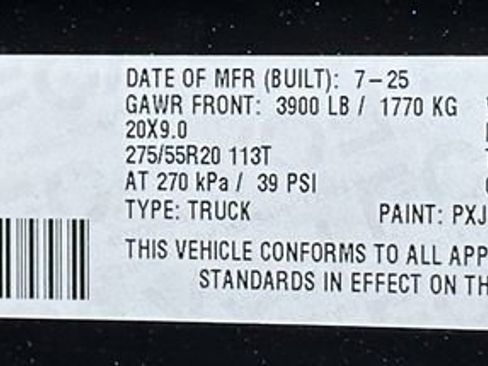 DATE OF MFR (BUILT): 7-25
GAWR FRONT: 3900 LB / 1770 KG
20X9.0
275/55R20 113T
AT 270 kPa / 39 PSI
TYPE: TRUCK PAINT: PXJ
THIS VEHICLE CONFORMS TO ALL APP
STANDARDS IN EFFECT ON TH